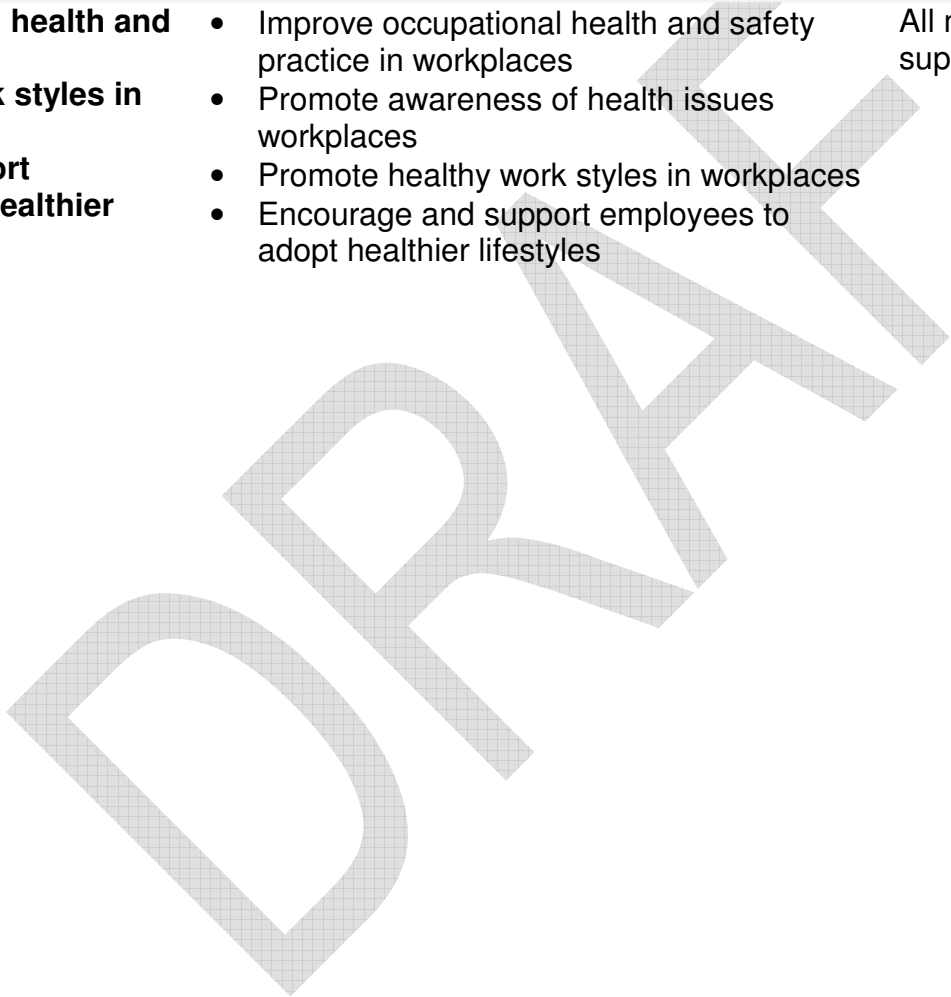 health and
k styles in
ort
ealthier
• Improve occupational health and safety
practice in workplaces
• Promote awareness of health issues
workplaces
• Promote healthy work styles in workplaces
• Encourage and support employees to
adopt healthier lifestyles
All
sup
DRAF